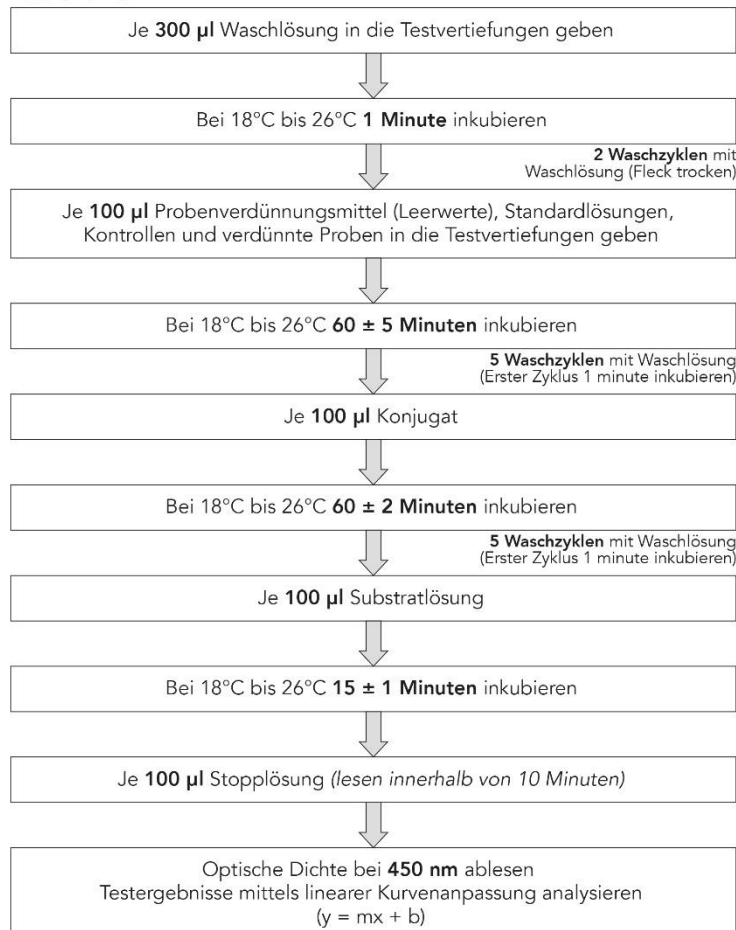 Je 300 µl Waschlösung in die Testvertiefungen geben
Bei 18°C bis 26°C 1 Minute inkubieren
2 Waschzyklen mit
Waschlösung (Fleck trocken)
Je 100 µl Probenverdünnungsmittel (Leerwerte), Standardlösungen,
Kontrollen und verdünnte Proben in die Testvertiefungen geben
Bei 18°C bis 26°C 60 ± 5 Minuten inkubieren
5 Waschzyklen mit Waschlösung
(Erster Zyklus 1 minute inkubieren)
Je 100 µl Konjugat
Bei 18°C bis 26°C 60 ± 2 Minuten inkubieren
5 Waschzyklen mit Waschlösung
(Erster Zyklus 1 minute inkubieren)
Je 100 µl Substratlösung
Bei 18°C bis 26°C 15 ± 1 Minuten inkubieren
Je 100 µl Stopplösung (lesen innerhalb von 10 Minuten)
Optische Dichte bei 450 nm ablesen
Testergebnisse mittels linearer Kurvenanpassung analysieren
(y = mx + b)